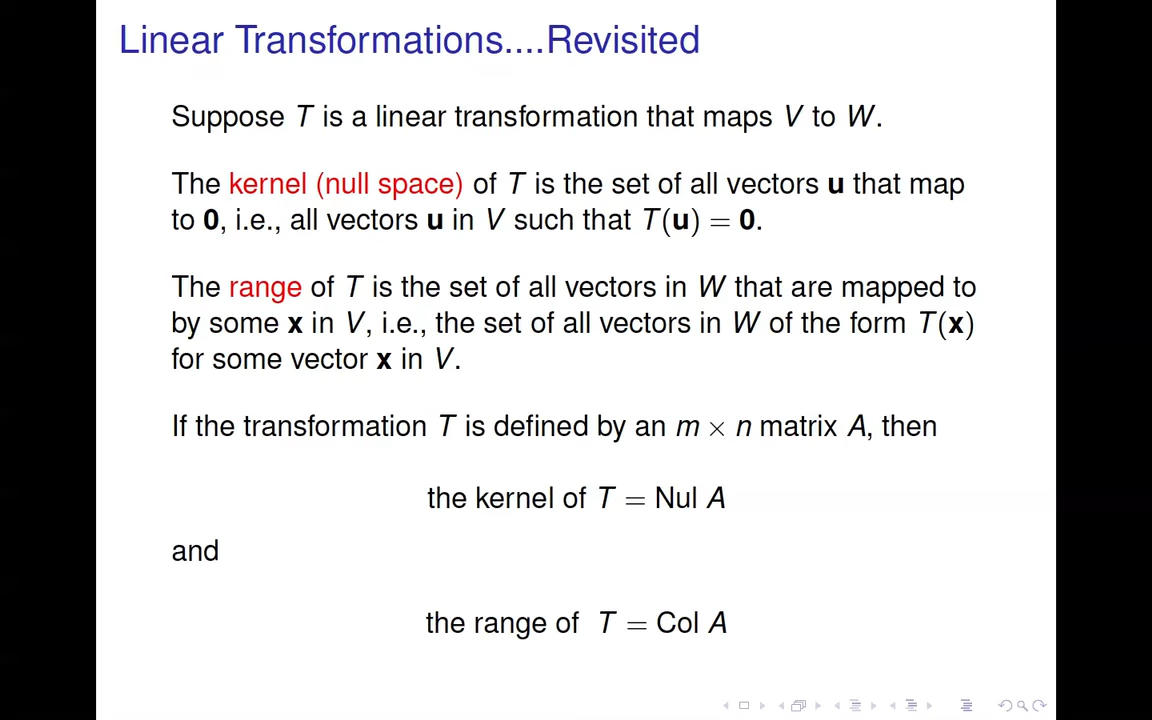 Linear Transformations....Revisited
Suppose T is a linear transformation that maps V to W.
The kernel (null space) of T is the set of all vectors u that map
to 0, i.e., all vectors u in V such that T(u) = 0.
The range of T is the set of all vectors in W that are mapped to
by some x in V, i.e., the set of all vectors in W of the form T(x)
for some vector x in V.
If the transformation T is defined by an m × n matrix A, then
the kernel of T = Nul A
and
the range of T = Col A